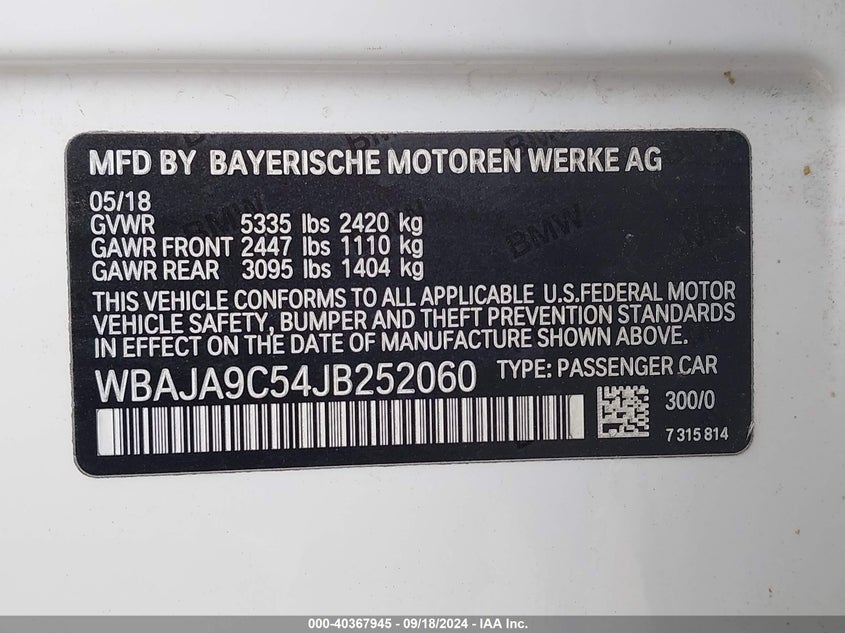 MFD BY BAYERISCHE MOTOREN WERKE AG
05/18
GVWR 5335 lbs 2420 kg
GAWR FRONT 2447 lbs 1110 kg
GAWR REAR 3095 lbs 1404 kg
THIS VEHICLE CONFORMS TO ALL APPLICABLE U.S.FEDERAL MOTOR
VEHICLE SAFETY, BUMPER AND THEFT PREVENTION STANDARDS
IN EFFECT ON THE DATE OF MANUFACTURE SHOWN ABOVE.
WBAJA9C54JB252060 TYPE: PASSENGER CAR
300/0
7 315 814
BMW
BMW
000-40367945 - 09/18/2024 - IAA Inc.